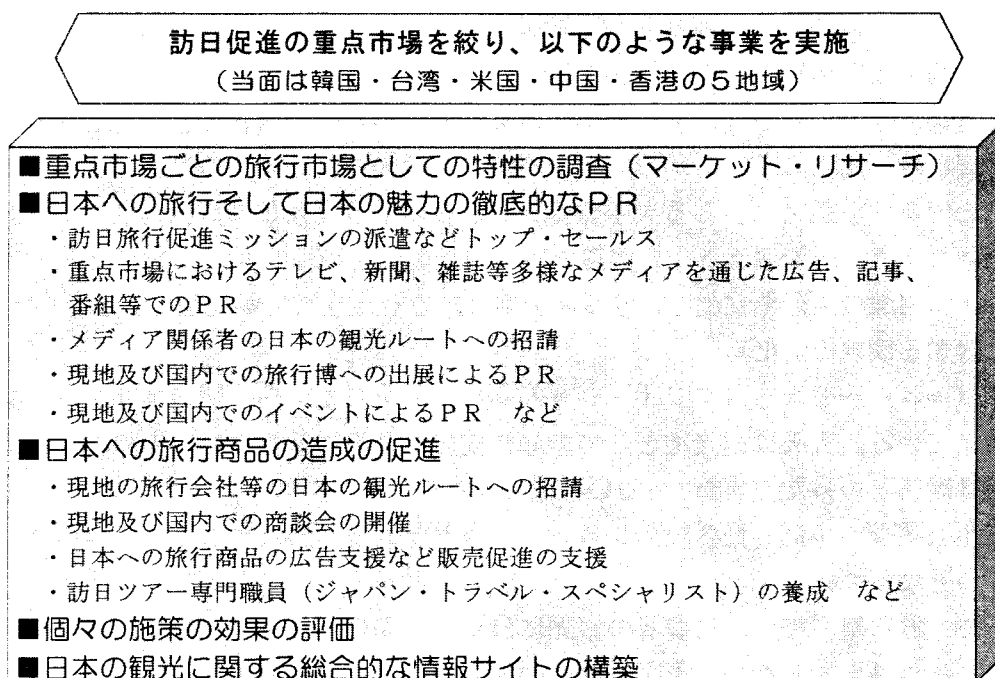 訪日促進の重点市場を絞り、以下のような事業を実施
(当面は韓国・台湾・米国・中国・香港の5地域)
■重点市場ごとの旅行市場としての特性の調査(マーケット・リサーチ)
■日本への旅行そして日本の魅力の徹底的なPR
・訪日旅行促進ミッションの派遣などトップ・セールス
・重点市場におけるテレビ、新聞、雑誌等多様なメディアを通じた広告、記事、
番組等でのPR
・メディア関係者の日本の観光ルートへの招請
・現地及び国内での旅行博への出展によるPR
・現地及び国内でのイベントによるPR など
■日本への旅行商品の造成の促進
・現地の旅行会社等の日本の観光ルートへの招請
・現地及び国内での商談会の開催
・日本への旅行商品の広告支援など販売促進の支援
・訪日ツアー専門職員(ジャパン・トラベル・スペシャリスト)の養成 など
■個々の施策の効果の評価
■日本の観光に関する総合的な情報サイトの構築